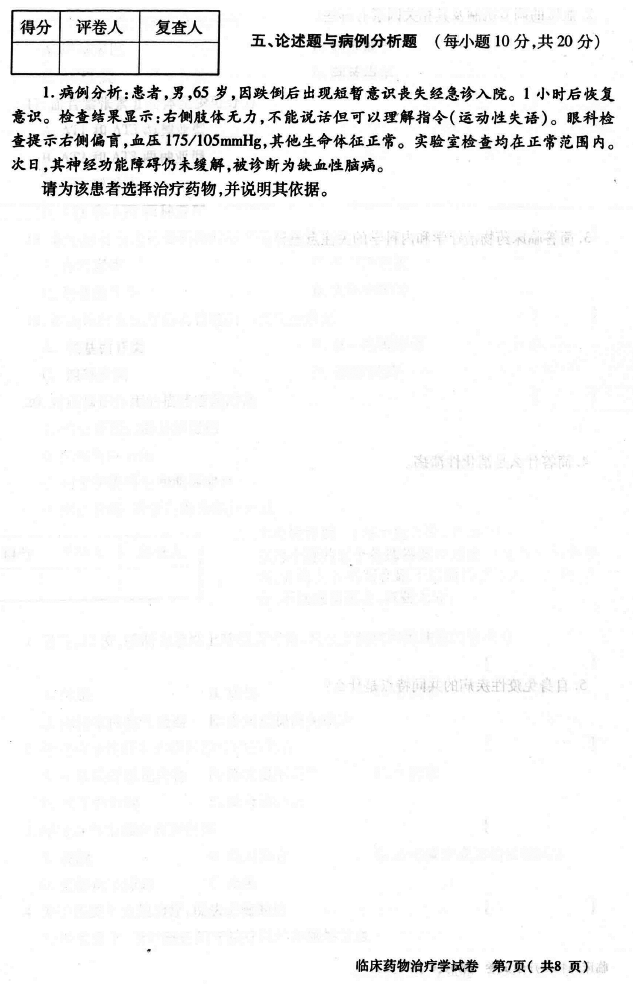 得分 评卷人 复查人
五、论述题与病例分析题 (每小题10分,共20分)
1. 病例分析:患者,男,65岁,因跌倒后出现短暂意识丧失经急诊入院。1小时后恢复
意识。检查结果显示:右侧肢体无力,不能说话但可以理解指令(运动性失语)。眼科检
查提示右侧偏盲,血压175/105mmHg,其他生命体征正常。实验室检查均在正常范围内。
次日,其神经功能障碍仍未缓解,被诊断为缺血性脑病。
请为该患者选择治疗药物,并说明其依据。
临床药物治疗学试卷 第7页( 共8 页)